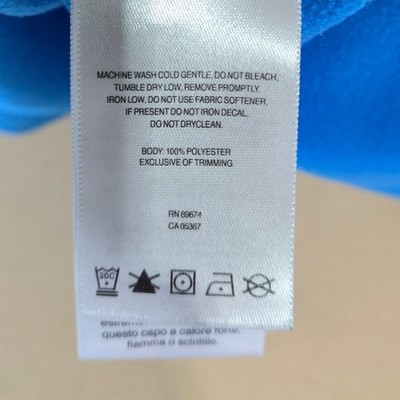 MACHINE WASH COLD GENTLE, DO NOT BLEACH,
TUMBLE DRY LOW, REMOVE PROMPTLY,
IRON LOW, DO NOT USE FABRIC SOFTENER,
IF PRESENT DO NOT IRON DECAL,
DO NOT DRYCLEAN.
BODY: 100% POLYESTER
EXCLUSIVE OF TRIMMING
RN 69674
CA 05367
30C
questo capo a calore forte,
fiamma o scintille.